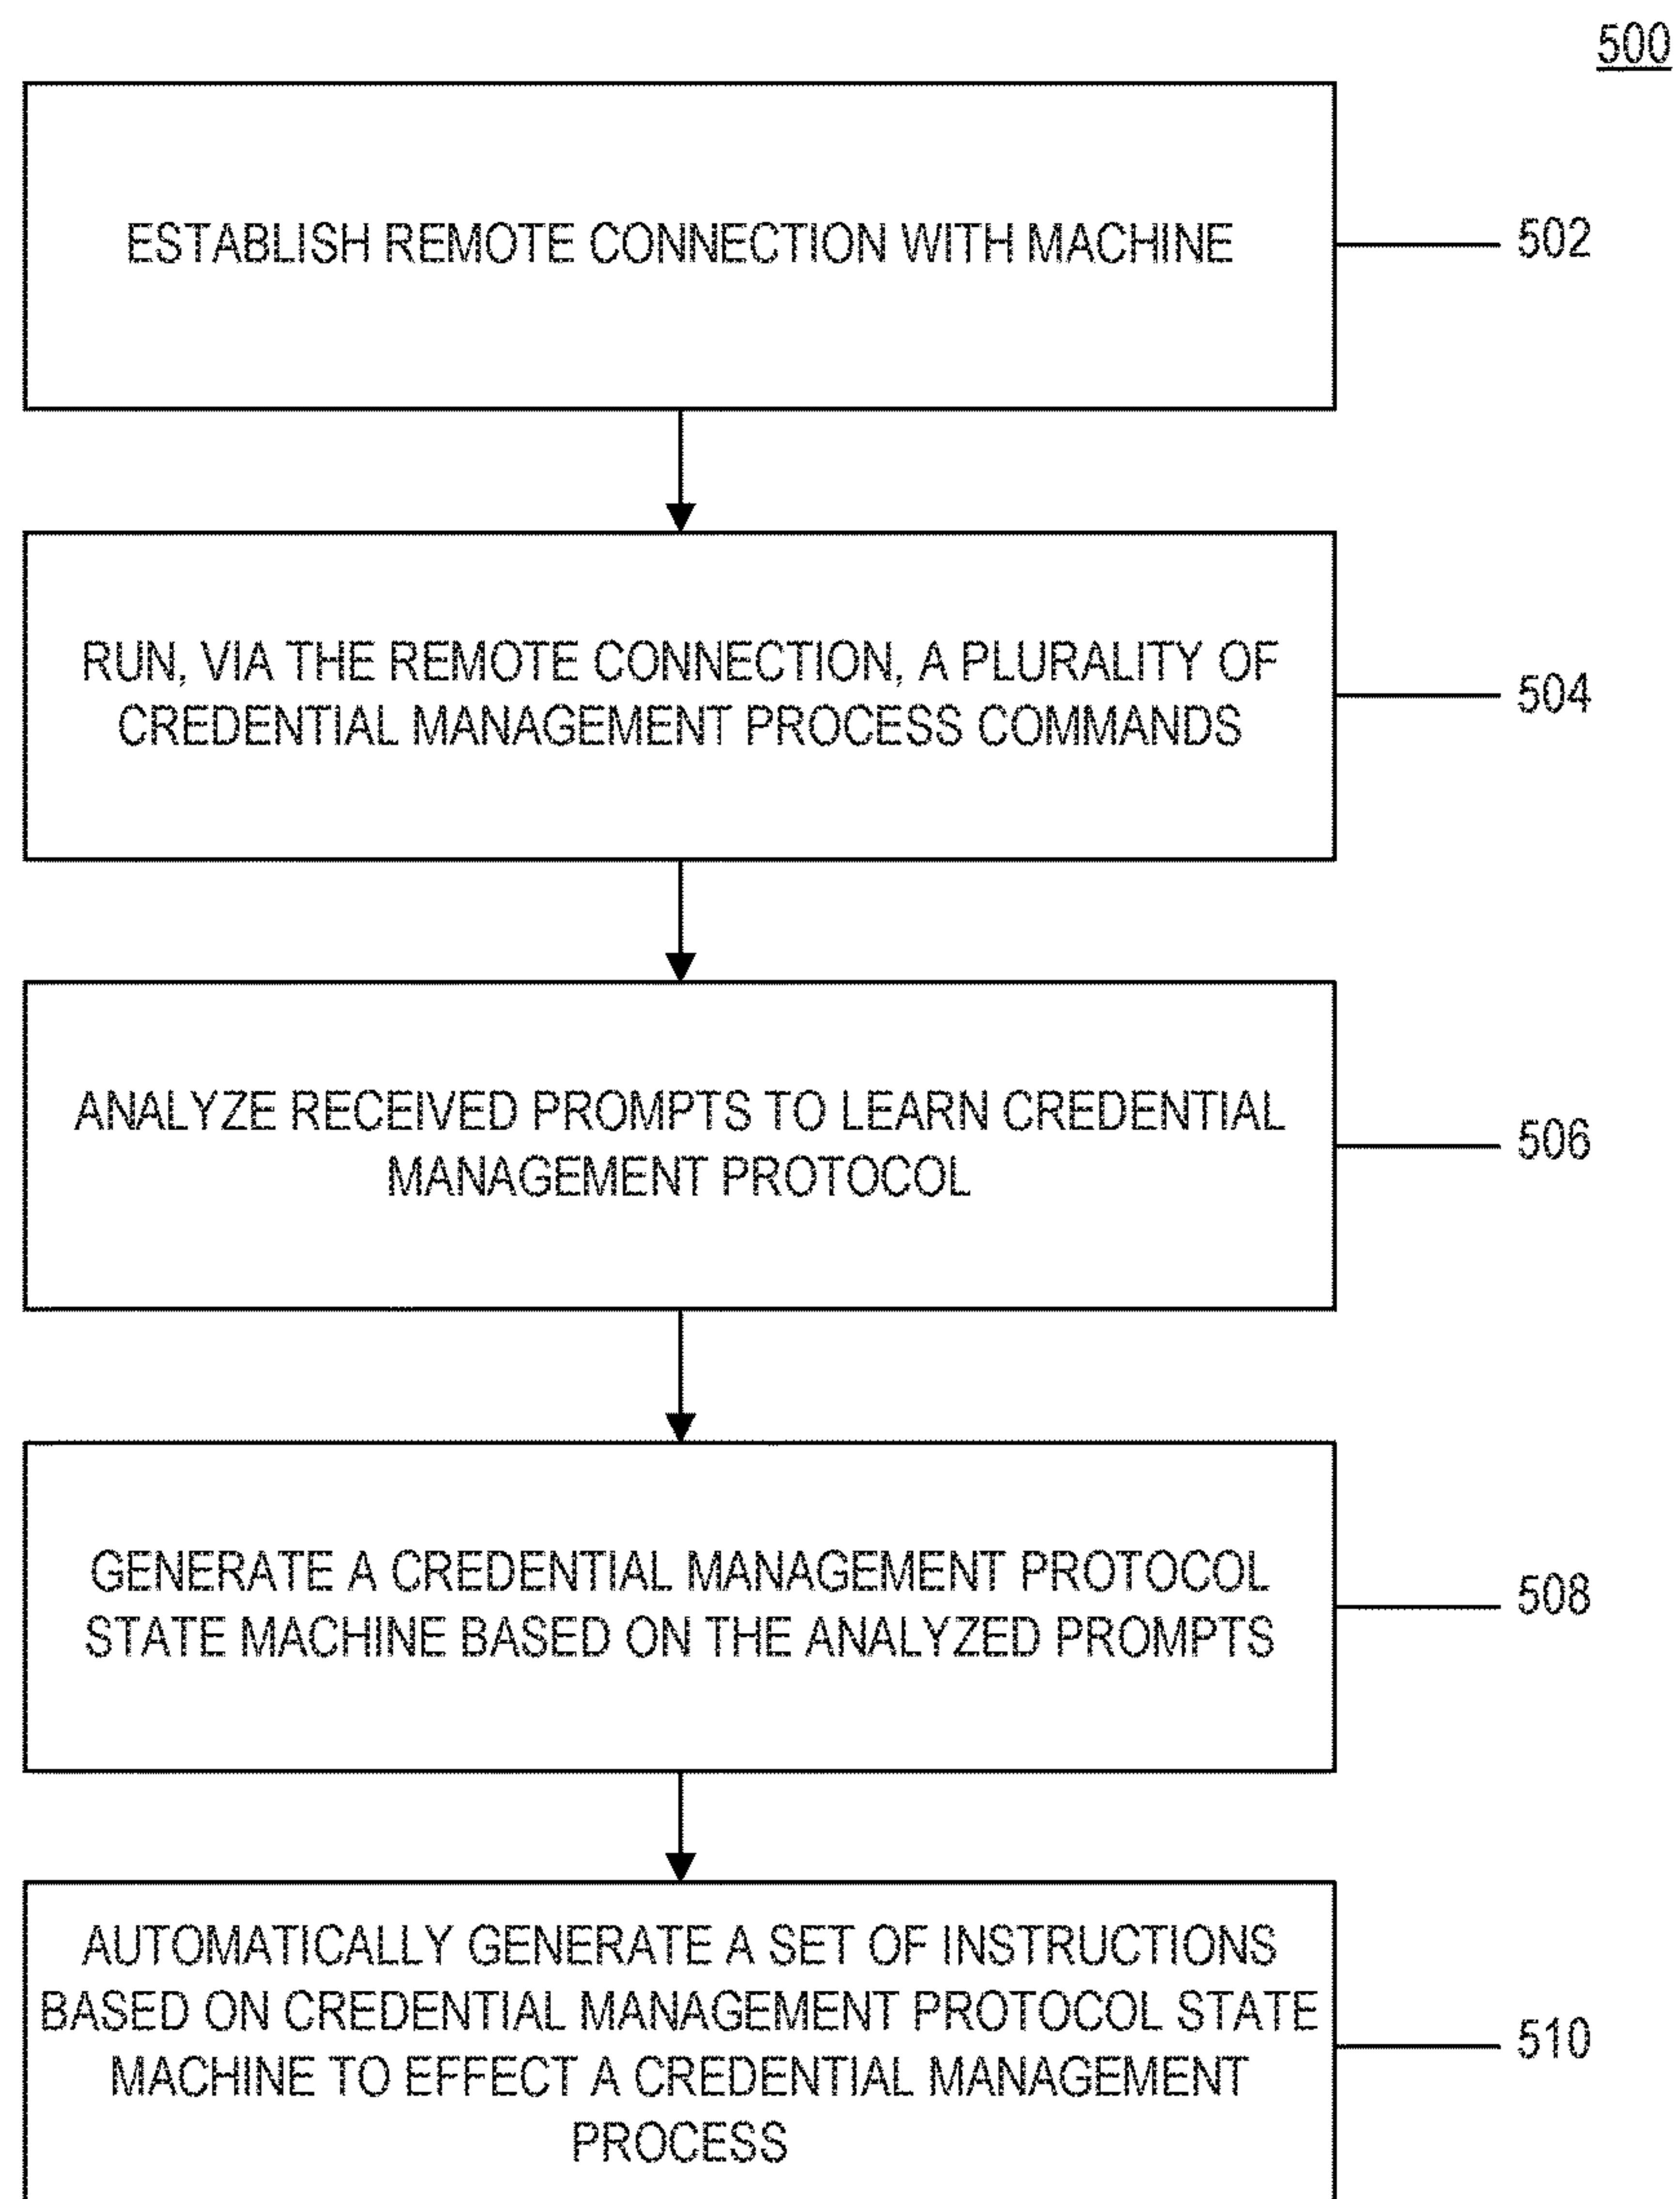 500
ESTABLISH REMOTE CONNECTION WITH MACHINE
502
RUN, VIA THE REMOTE CONNECTION, A PLURALITY OF
CREDENTIAL MANAGEMENT PROCESS COMMANDS
504
ANALYZE RECEIVED PROMPTS TO LEARN CREDENTIAL
MANAGEMENT PROTOCOL
506
GENERATE A CREDENTIAL MANAGEMENT PROTOCOL
STATE MACHINE BASED ON THE ANALYZED PROMPTS
508
AUTOMATICALLY GENERATE A SET OF INSTRUCTIONS
BASED ON CREDENTIAL MANAGEMENT PROTOCOL STATE
MACHINE TO EFFECT A CREDENTIAL MANAGEMENT
PROCESS
510